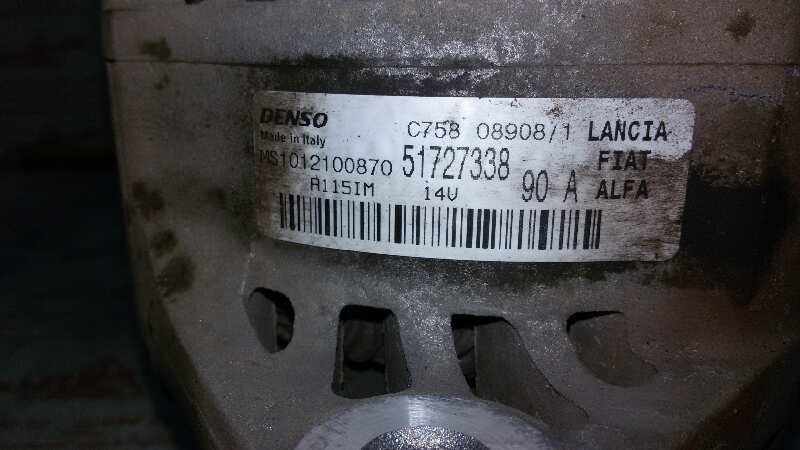 DENSO C758 08908/1 LANCIA
Made in Italy
MS1012100870 51727338 FIAT
A115IM 14V 90 A ALFA